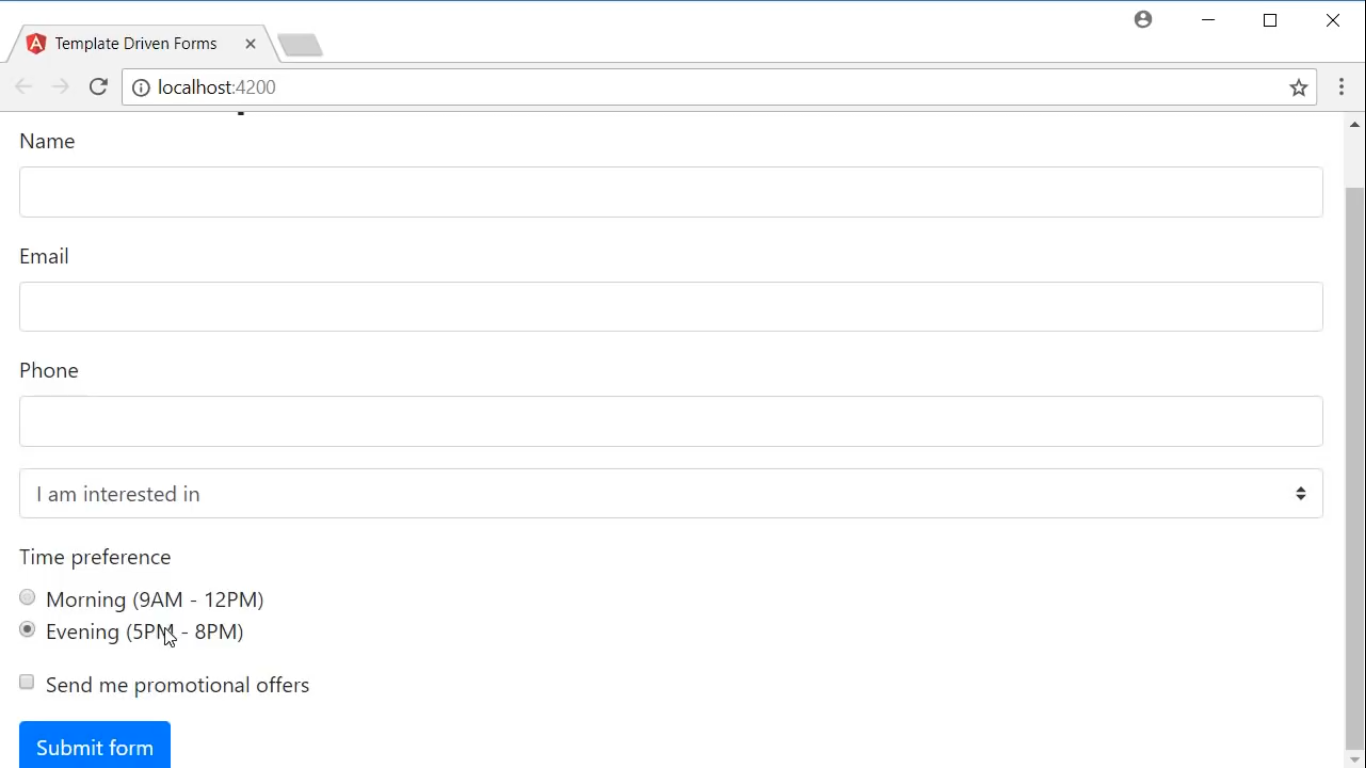 Template Driven Forms
localhost:4200
Name
Email
Phone
I am interested in
Time preference
Morning (9AM - 12PM)
Evening (5PM - 8PM)
Send me promotional offers
Submit form